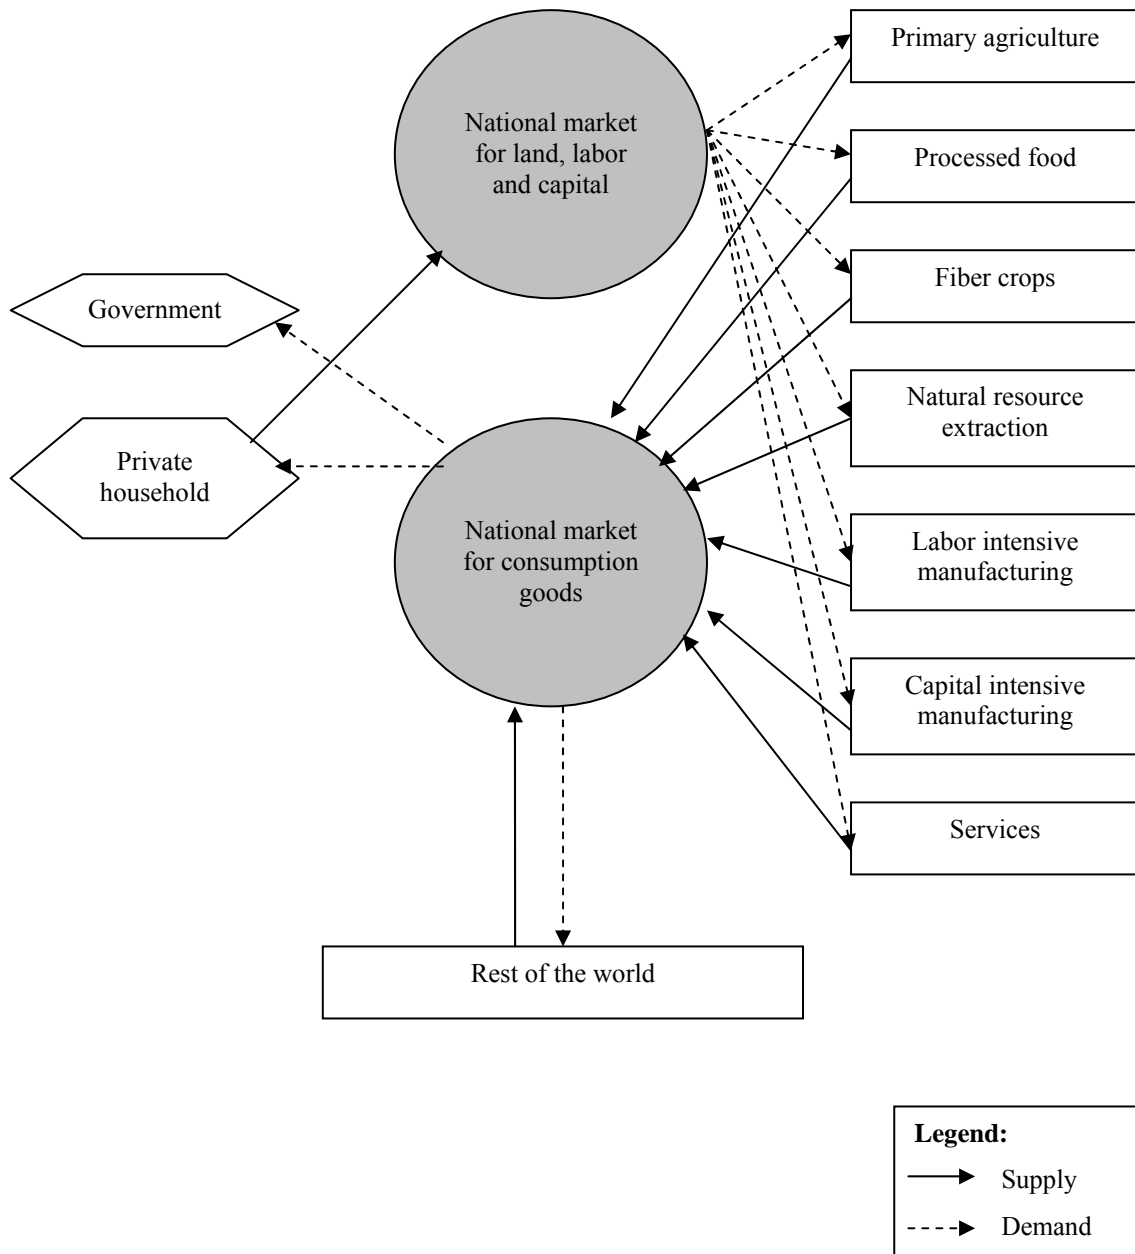 National market
for land, labor
and capital
Primary agriculture
Processed food
Fiber crops
Government
Natural resource
extraction
Private
household
National market
for consumption
goods
Labor intensive
manufacturing
Capital intensive
manufacturing
Services
Rest of the world
Legend:
Supply
Demand